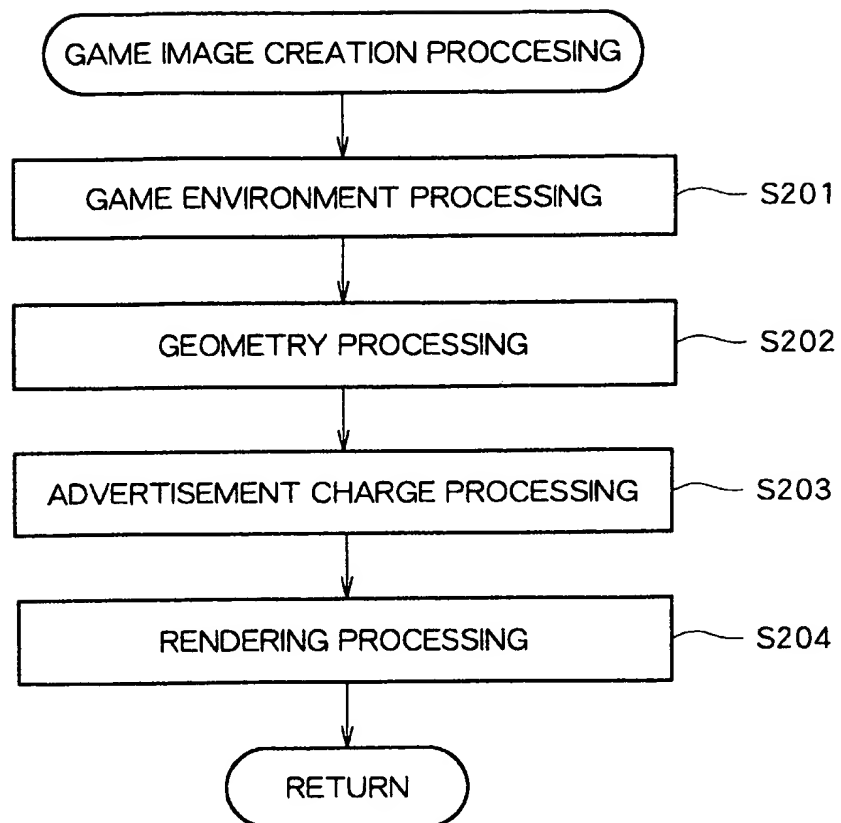 GAME IMAGE CREATION PROCCESING
GAME ENVIRONMENT PROCESSING S201
GEOMETRY PROCESSING S202
ADVERTISEMENT CHARGE PROCESSING S203
RENDERING PROCESSING S204
RETURN